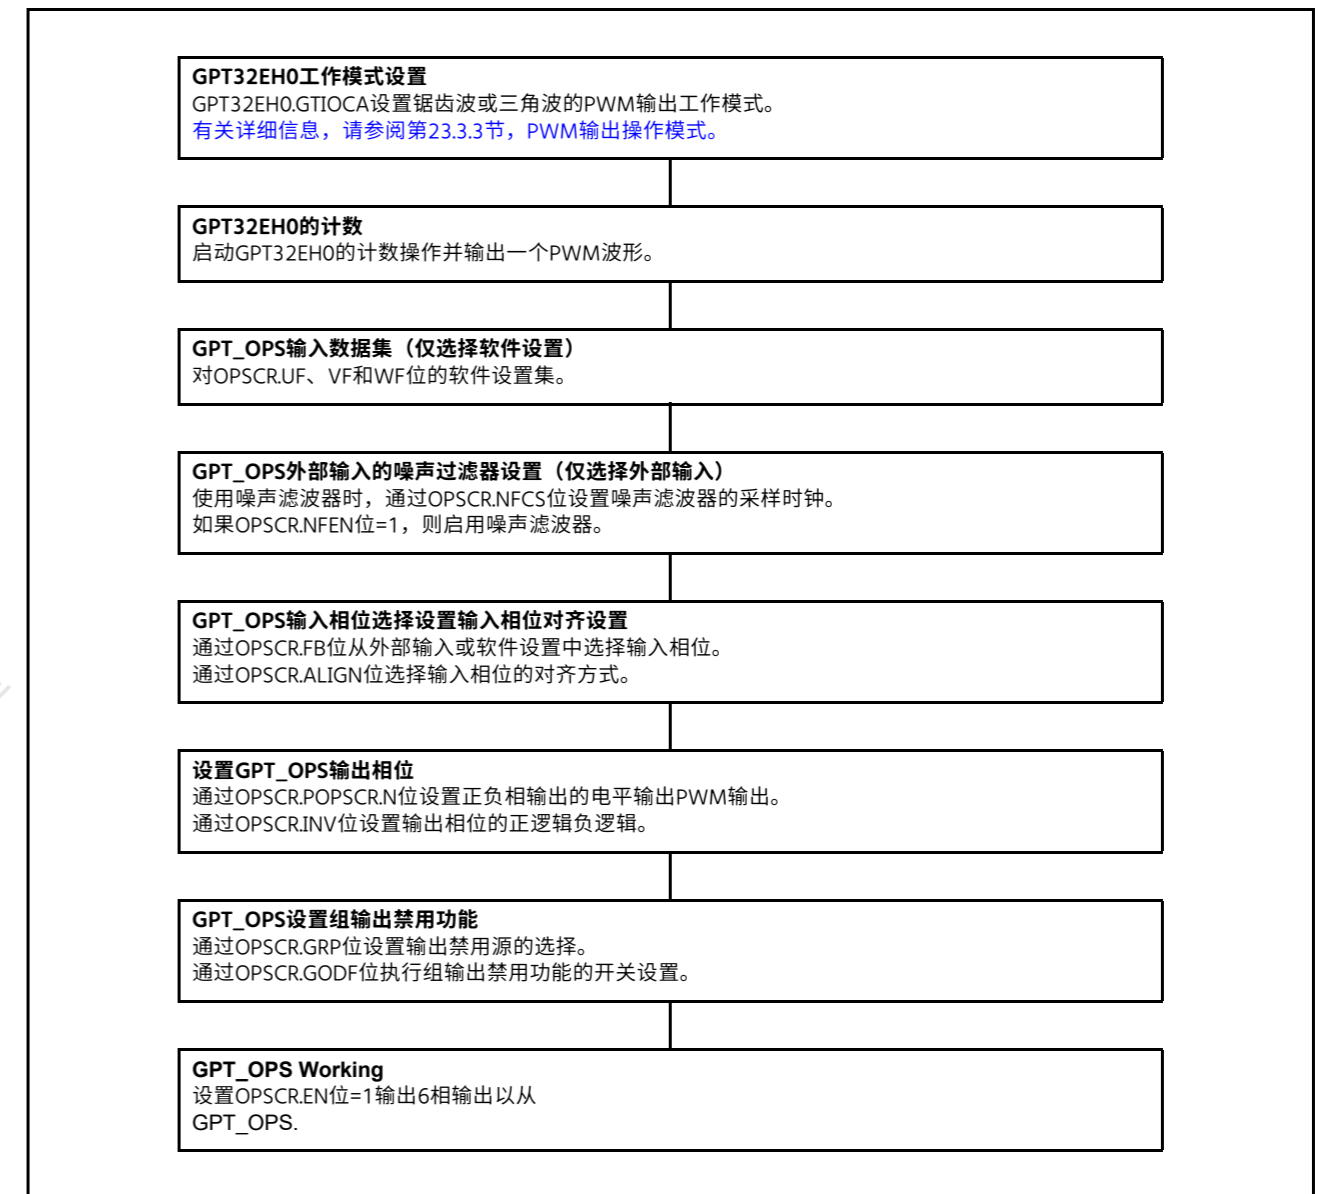 GPT32EH0工作模式设置
GPT32EH0.GTIOCA设置锯齿波或三角波的PWM输出工作模式。
有关详细信息，请参阅第23.3.3节，PWM输出操作模式。
GPT32EH0的计数
启动GPT32EH0的计数操作并输出一个PWM波形。
GPT_OPS输入数据集（仅选择软件设置）
对OPSCR.UF、VF和WF位的软件设置集。
GPT_OPS外部输入的噪声过滤器设置（仅选择外部输入）
使用噪声滤波器时，通过OPSCR.NFCS位设置噪声滤波器的采样时钟。
如果OPSCR.NFEN位=1，则启用噪声滤波器。
GPT_OPS输入相位选择设置输入相位对齐设置
通过OPSCR.FB位从外部输入或软件设置中选择输入相位。
通过OPSCR.ALIGN位选择输入相位的对齐方式。
设置GPT_OPS输出相位
通过OPSCR.POPSCR.N位设置正负相输出的电平输出PWM输出。
通过OPSCR.INV位设置输出相位的正逻辑负逻辑。
GPT_OPS设置组输出禁用功能
通过OPSCR.GRP位设置输出禁用源的选择。
通过OPSCR.GODF位执行组输出禁用功能的开关设置。
GPT_OPS Working
设置OPSCR.EN位=1输出6相输出以从
GPT_OPS.